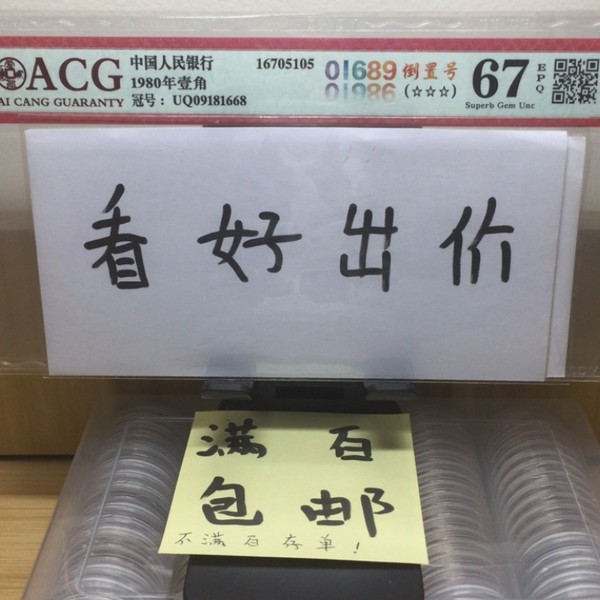 ACG
AI CANG GUARANTY
中国人民银行
1980年壹角
冠号：UQ09181668
16705105
01689 倒置号
01986 (☆☆☆)
67
EPQ
Superb Gem Unc
看好出价
满百
包邮
不满百存单！